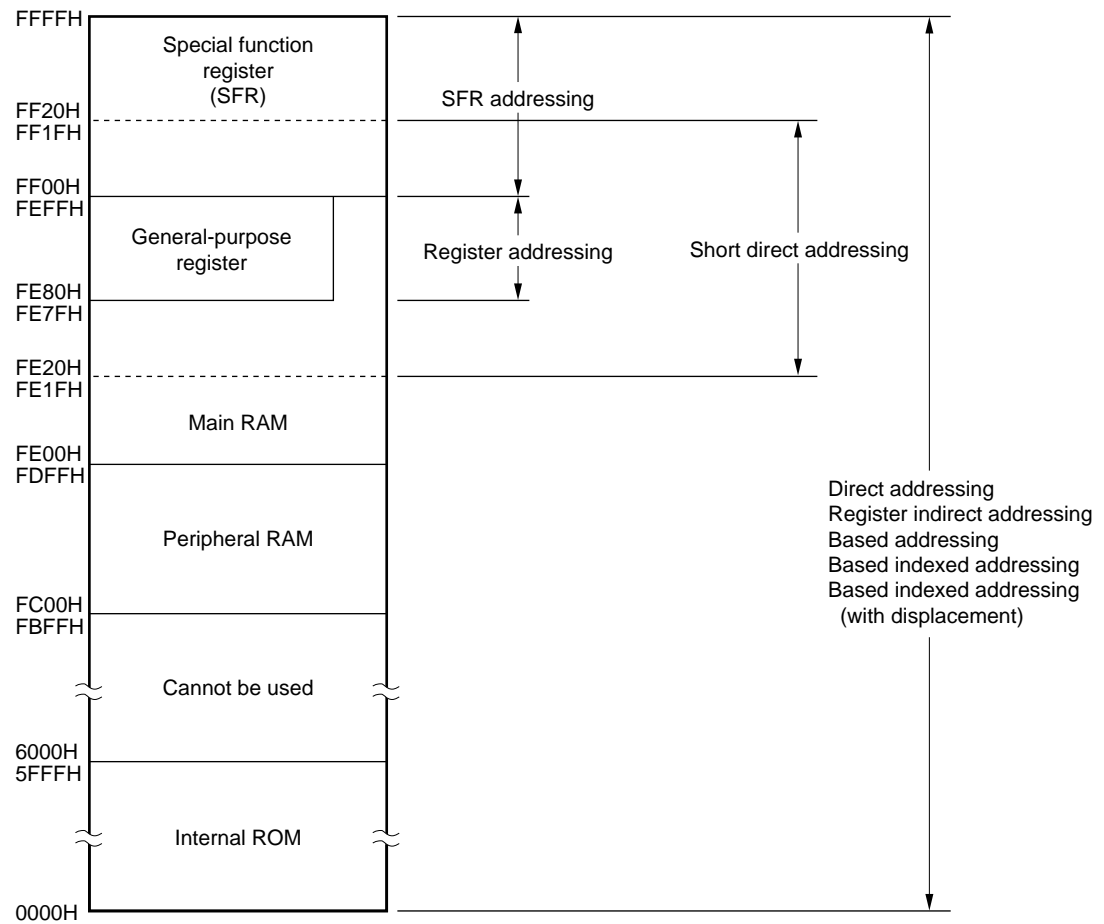 FFFFH
Special function
register
(SFR)
SFR addressing
FF20H
FF1FH
FF00H
FEFFH
General-purpose
register
Register addressing
Short direct addressing
FE80H
FE7FH
FE20H
FE1FH
Main RAM
FE00H
FDFFH
Direct addressing
Register indirect addressing
Based addressing
Based indexed addressing
Based indexed addressing
(with displacement)
Peripheral RAM
FC00H
FBFFH
Cannot be used
6000H
5FFFH
Internal ROM
0000H